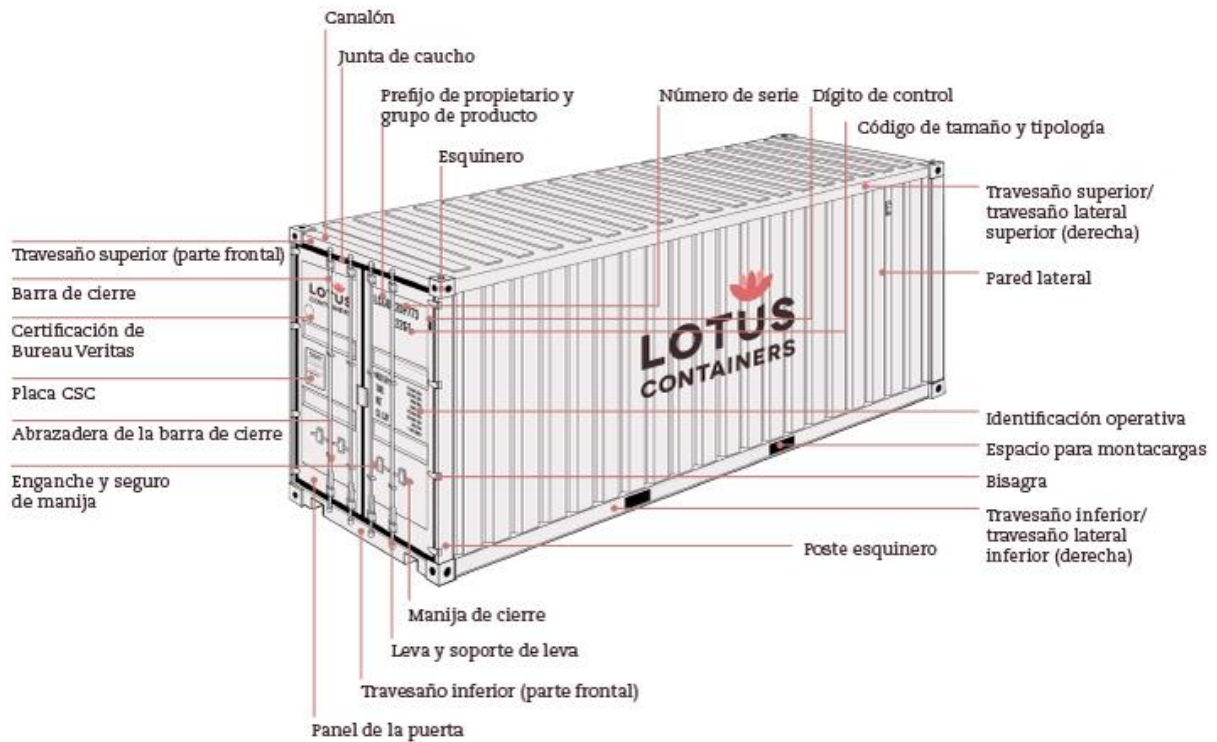 Canalón
Junta de caucho
Prefijo de propietario y
grupo de producto
Número de serie
Dígito de control
Código de tamaño y tipología
Esquinero
Travesaño superior/
travesaño lateral
superior (derecha)
Travesaño superior (parte frontal)
Pared lateral
Barra de cierre
LOTUS
CONTAINERS
LOTUS
CONTAINERS
Certificación de
Bureau Veritas
Placa CSC
Identificación operativa
Abrazadera de la barra de cierre
Espacio para montacargas
Enganche y seguro
de manija
Bisagra
Travesaño inferior/
travesaño lateral
inferior (derecha)
Poste esquinero
Manija de cierre
Leva y soporte de leva
Travesaño inferior (parte frontal)
Panel de la puerta